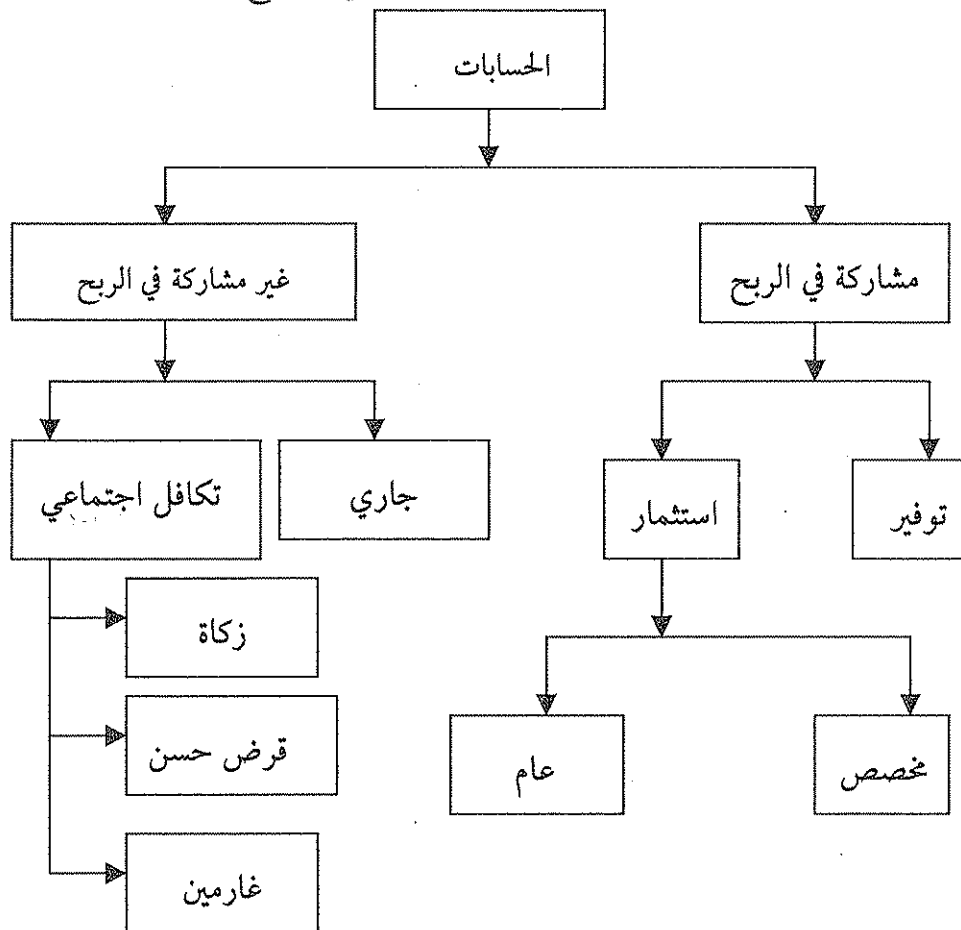 الحسابات
مشاركة في الربح
غير مشاركة في الربح
توفير
استثمار
جاري
تكافل اجتماعي
مخصص
عام
زكاة
قرض حسن
غارمين